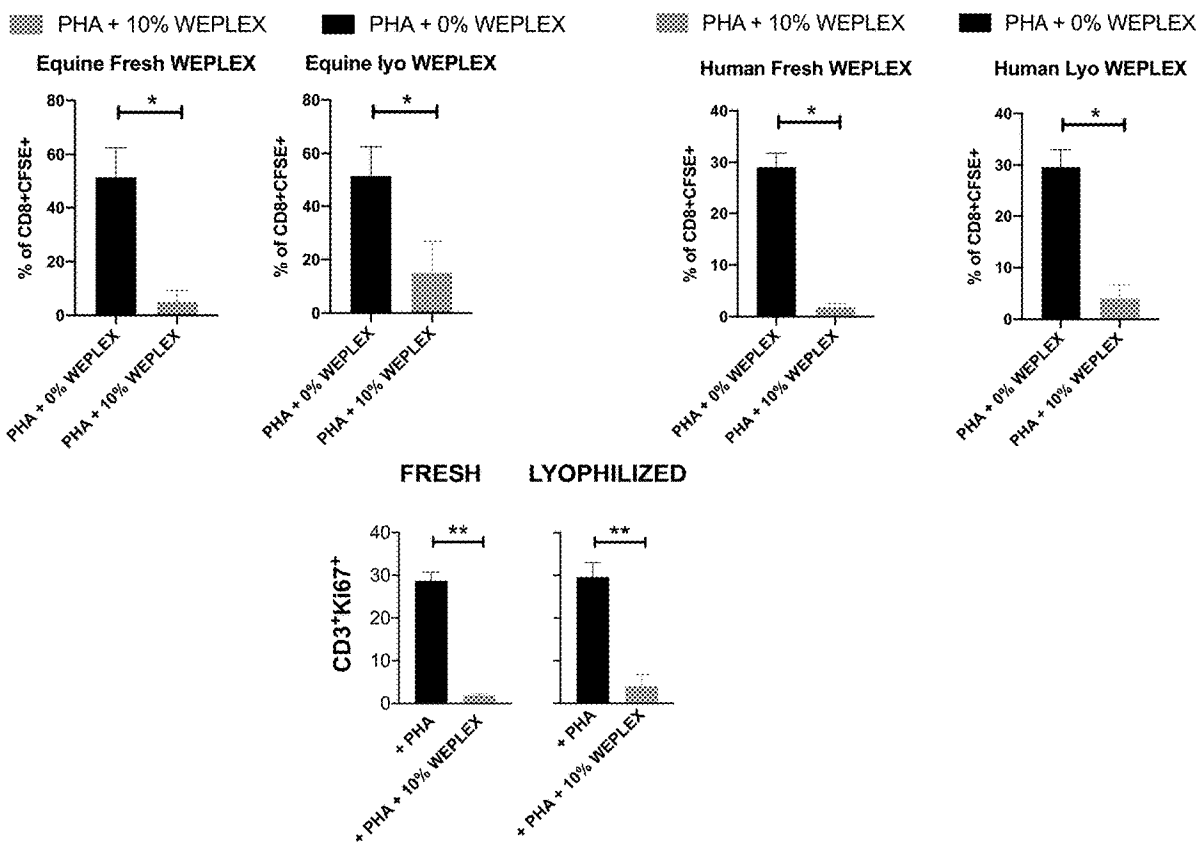 PHA + 10% WEPLEX
PHA + 0% WEPLEX
PHA + 10% WEPLEX
PHA + 0% WEPLEX
Equine Fresh WEPLEX
Equine lyo WEPLEX
Human Fresh WEPLEX
Human Lyo WEPLEX
% of CD8+CFSE+
80
60
40
20
0
*
PHA + 0% WEPLEX
PHA + 10% WEPLEX
% of CD8+CFSE+
80
60
40
20
0
*
PHA + 0% WEPLEX
PHA + 10% WEPLEX
% of CD8+CFSE+
40
30
20
10
0
*
PHA + 0% WEPLEX
PHA + 10% WEPLEX
% of CD8+CFSE+
40
30
20
10
0
*
PHA + 0% WEPLEX
PHA + 10% WEPLEX
FRESH
LYOPHILIZED
CD3⁺Ki67⁺
40
30
20
10
0
**
+ PHA
+ PHA + 10% WEPLEX
**
+ PHA
+ PHA + 10% WEPLEX